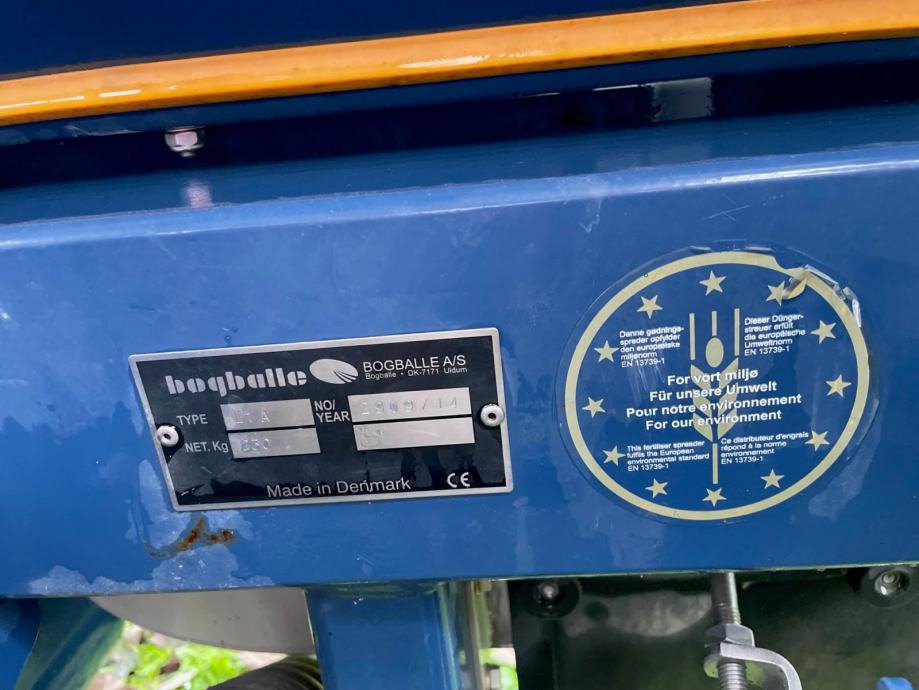 bogballe
BOGBALLE A/S
Bogballe • DK-7171 Uldum
TYPE
NO/
YEAR
2909/14
NET. Kg
Made in Denmark
CE
Denne gødnings-
spreder opfylder
den europæiske
miljønorm
EN 13739-1
Dieser Dünger-
streuer erfüllt
die europäische
Umweltnorm
EN 13739-1
For vort miljø
Für unsere Umwelt
Pour notre environnement
For our environment
This fertiliser spreader
fulfils the European
environmental standard
EN 13739-1
Ce distributeur d'engrais
répond à la norme
environnement
EN 13739-1